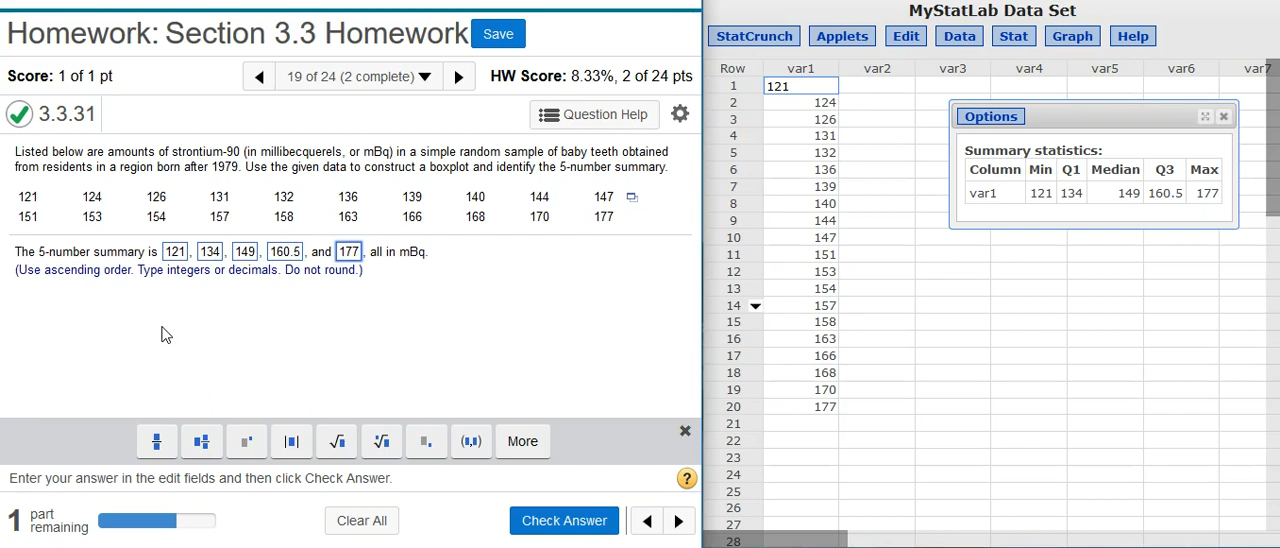 Homework: Section 3.3 Homework Save
Score: 1 of 1 pt 19 of 24 (2 complete) HW Score: 8.33%, 2 of 24 pts
3.3.31 Question Help
Listed below are amounts of strontium-90 (in millibecquerels, or mBq) in a simple random sample of baby teeth obtained
from residents in a region born after 1979. Use the given data to construct a boxplot and identify the 5-number summary.
121 124 126 131 132 136 139 140 144 147
151 153 154 157 158 163 166 168 170 177
The 5-number summary is 121, 134, 149, 160.5, and 177, all in mBq.
(Use ascending order. Type integers or decimals. Do not round.)
More
Enter your answer in the edit fields and then click Check Answer.
?
1 part remaining Clear All Check Answer
MyStatLab Data Set
StatCrunch Applets Edit Data Stat Graph Help
Row var1 var2 var3 var4 var5 var6 var7
1 121
2 124
3 126
4 131
5 132
6 136
7 139
8 140
9 144
10 147
11 151
12 153
13 154
14 157
15 158
16 163
17 166
18 168
19 170
20 177
21
22
23
24
25
26
27
28
Options
Summary statistics:
Column Min Q1 Median Q3 Max
var1 121 134 149 160.5 177